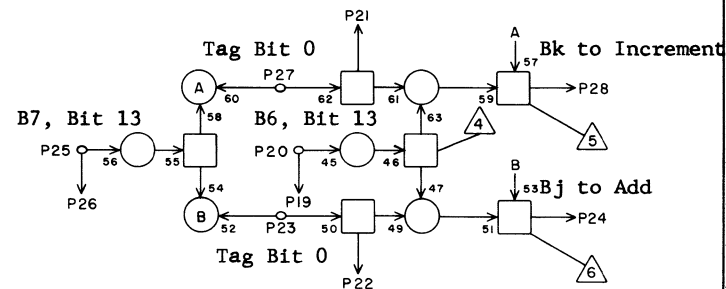 P21
A
Tag Bit 0
Bk to Increment
57
A
P27
60
62
61
59
P28
58
63
B7, Bit 13
B6, Bit 13
4
5
P25
56
55
P20
45
46
54
47
B
53
Bj to Add
P26
P19
B
52
P23
50
49
51
P24
Tag Bit 0
P22
6